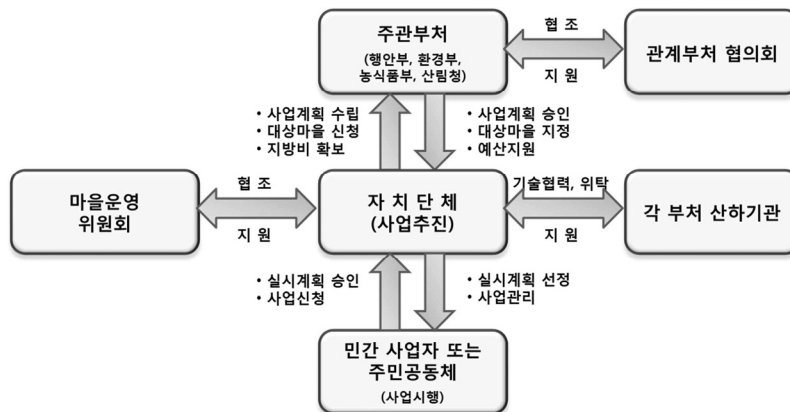 주관부처
(행안부, 환경부,
농식품부, 산림청)
협 조
지 원
관계부처 협의회
• 사업계획 수립
• 대상마을 신청
• 지방비 확보
• 사업계획 승인
• 대상마을 지정
• 예산지원
마을운영
위원회
협 조
지 원
자 치 단 체
(사업추진)
기술협력, 위탁
지 원
각 부처 산하기관
• 실시계획 승인
• 사업신청
• 실시계획 선정
• 사업관리
민간 사업자 또는
주민공동체
(사업시행)